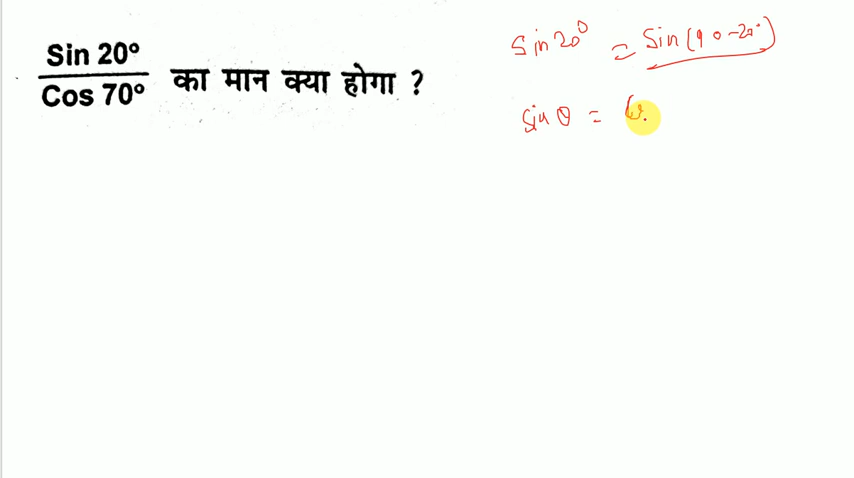 Sin 20°
Cos 70° का मान क्या होगा ?
Sin 20° = Sin(90-20°)
Sin θ =